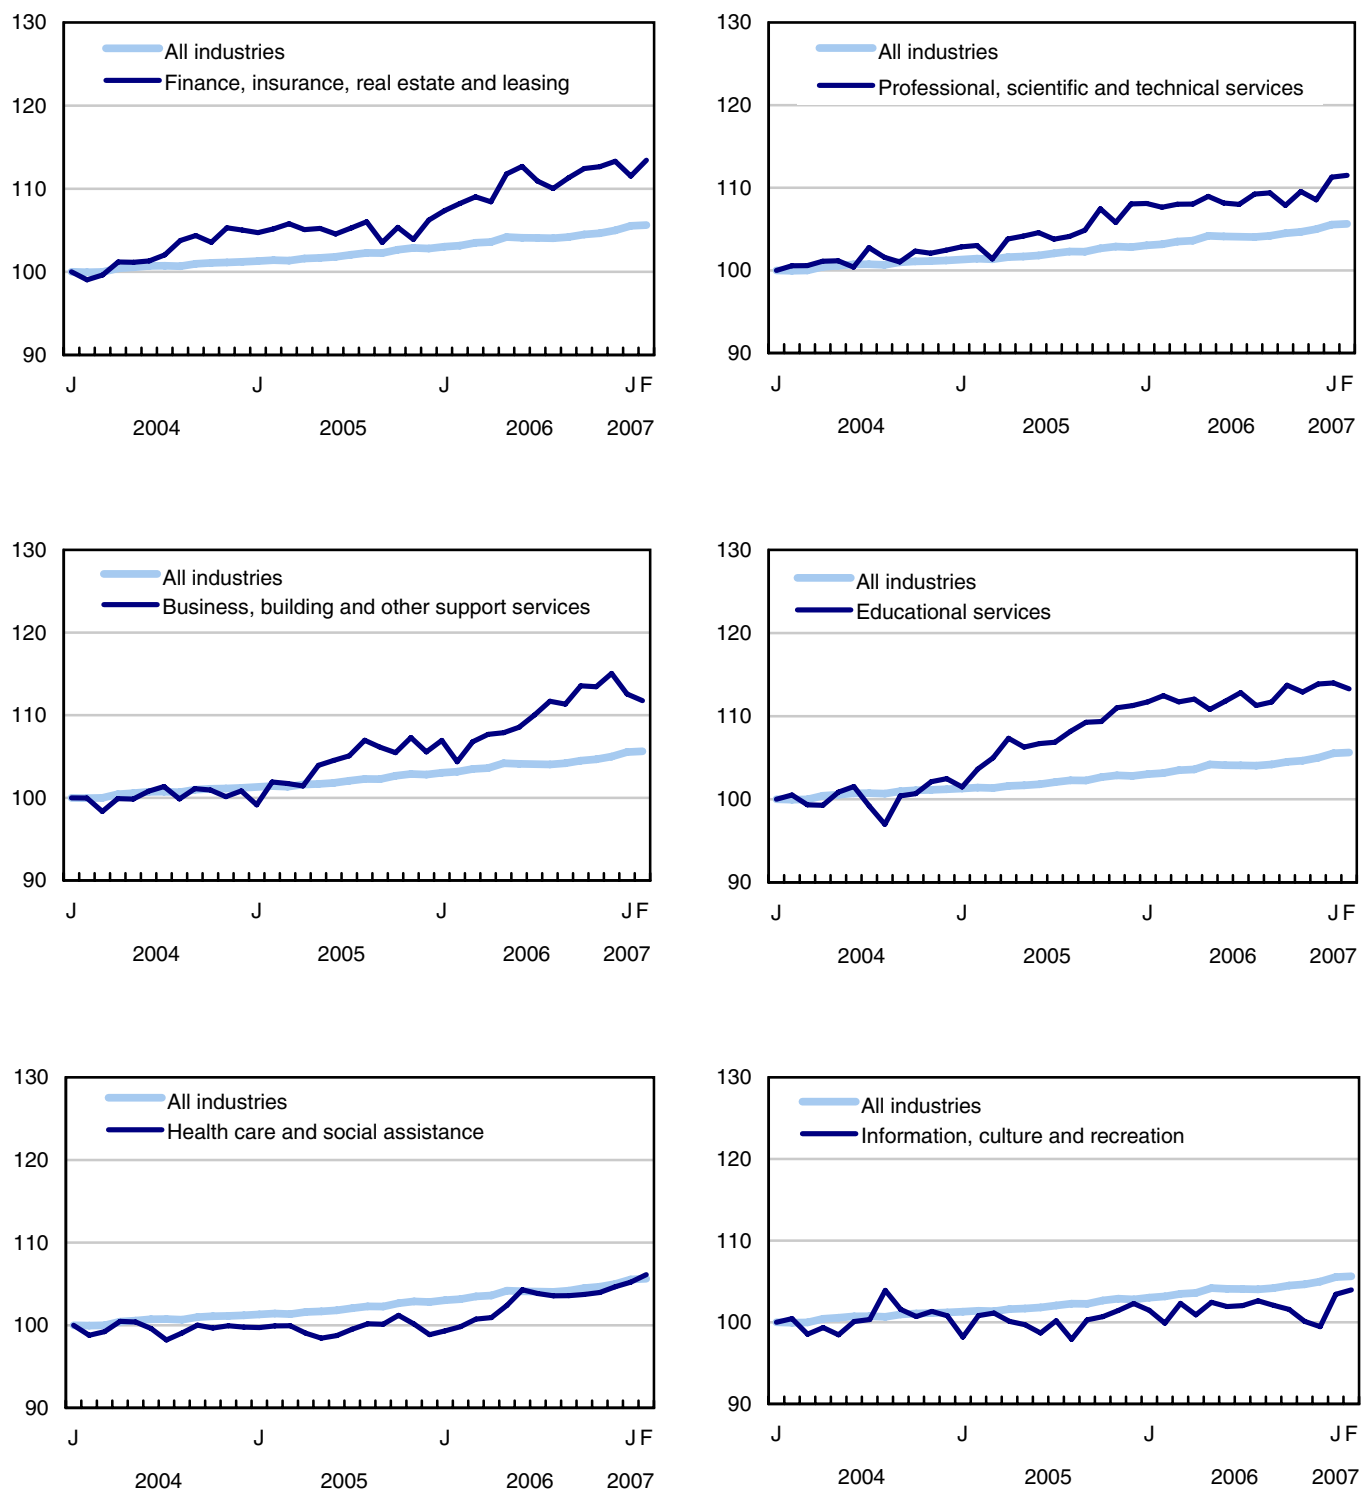 130
All industries
Finance, insurance, real estate and leasing
120
110
100
90
J J J J F
2004 2005 2006 2007
130
All industries
Professional, scientific and technical services
120
110
100
90
J J J J F
2004 2005 2006 2007
130
All industries
Business, building and other support services
120
110
100
90
J J J J F
2004 2005 2006 2007
130
All industries
Educational services
120
110
100
90
J J J J F
2004 2005 2006 2007
130
All industries
Health care and social assistance
120
110
100
90
J J J J F
2004 2005 2006 2007
130
All industries
Information, culture and recreation
120
110
100
90
J J J J F
2004 2005 2006 2007